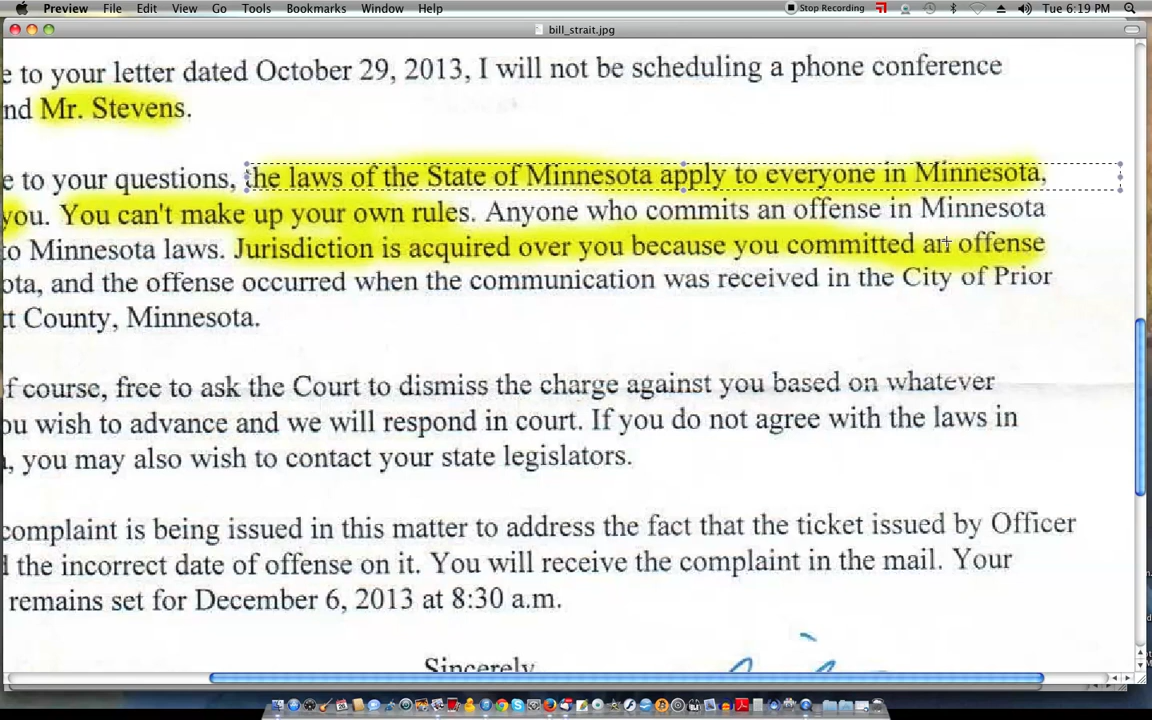 Preview File Edit View Go Tools Bookmarks Window Help Stop Recording Tue 6:19 PM
bill_strait.jpg
e to your letter dated October 29, 2013, I will not be scheduling a phone conference
nd Mr. Stevens.
e to your questions, the laws of the State of Minnesota apply to everyone in Minnesota,
you. You can't make up your own rules. Anyone who commits an offense in Minnesota
to Minnesota laws. Jurisdiction is acquired over you because you committed an offense
ota, and the offense occurred when the communication was received in the City of Prior
tt County, Minnesota.
f course, free to ask the Court to dismiss the charge against you based on whatever
ou wish to advance and we will respond in court. If you do not agree with the laws in
, you may also wish to contact your state legislators.
complaint is being issued in this matter to address the fact that the ticket issued by Officer
the incorrect date of offense on it. You will receive the complaint in the mail. Your
remains set for December 6, 2013 at 8:30 a.m.
Sincerely